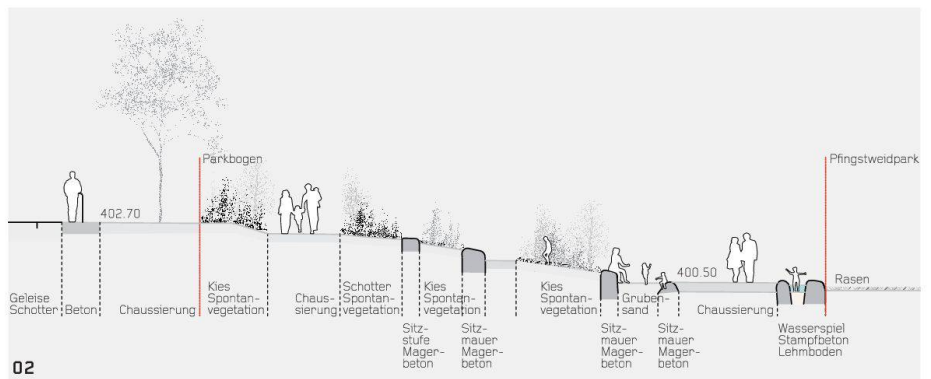 Parkbogen
Pfingstweidpark
402.70
400.50
Rasen
Geleise
Schotter
Beton
Chaussierung
Kies
Spontan-
vegetation
Chaus-
sierung
Schotter
Spontan-
vegetation
Kies
Spontan-
vegetation
Kies
Spontan-
vegetation
Gruben-
sand
Chaussierung
Sitz-
stufe
Mager-
beton
Sitz-
mauer
Mager-
beton
Sitz-
mauer
Mager-
beton
Sitz-
mauer
Mager-
beton
Wasserspiel
Stampfbeton
Lehmboden
02